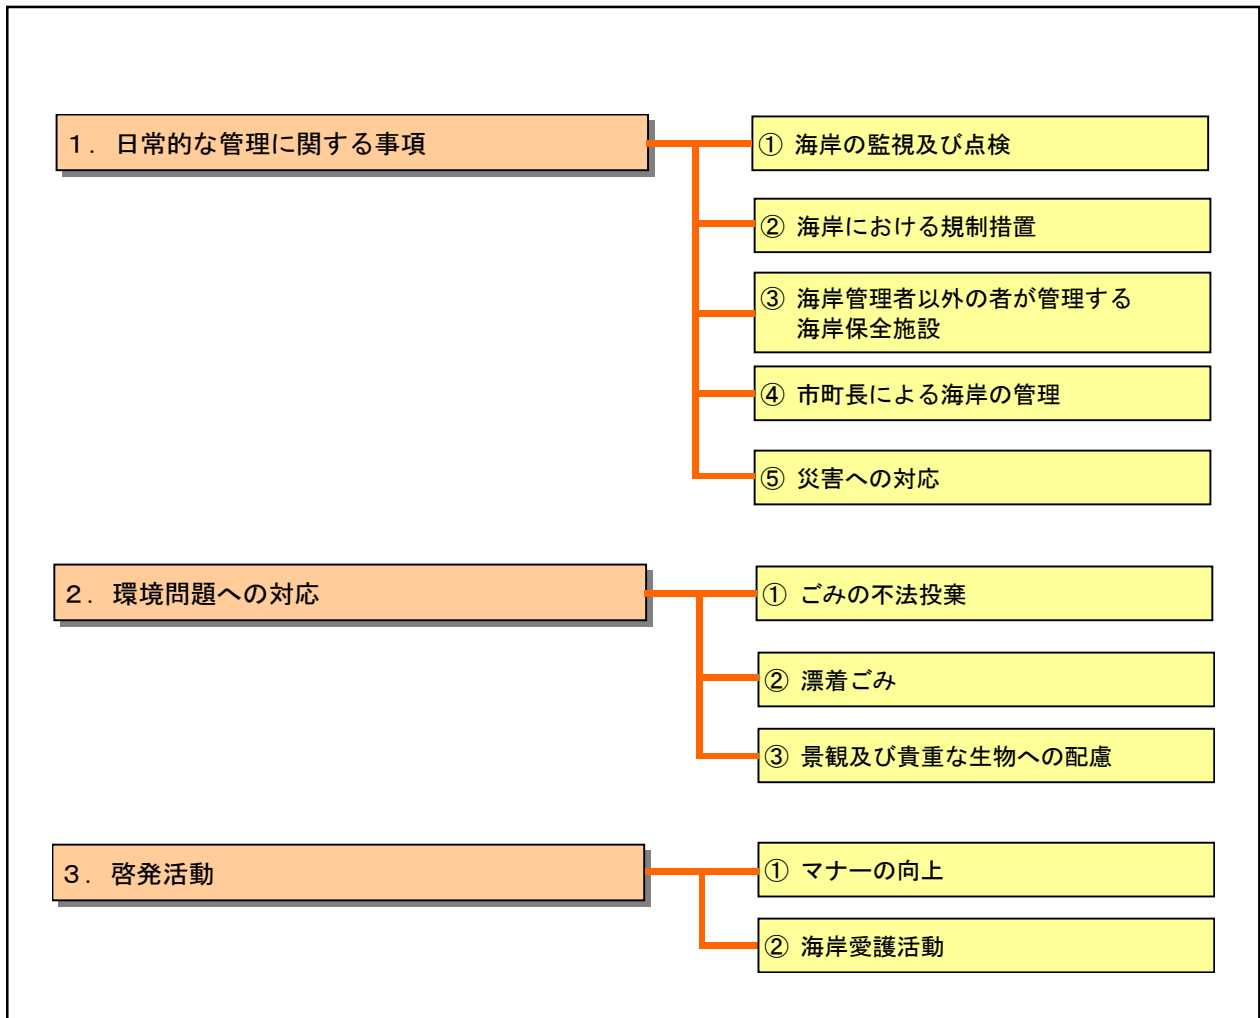 １．日常的な管理に関する事項
① 海岸の監視及び点検
② 海岸における規制措置
③ 海岸管理者以外の者が管理する
海岸保全施設
④ 市町長による海岸の管理
⑤ 災害への対応
２．環境問題への対応
① ごみの不法投棄
② 漂着ごみ
③ 景観及び貴重な生物への配慮
３．啓発活動
① マナーの向上
② 海岸愛護活動